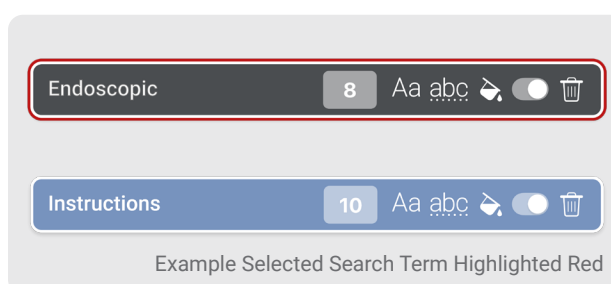 Endoscopic 8 Aa abc
Instructions 10 Aa abc
Example Selected Search Term Highlighted Red